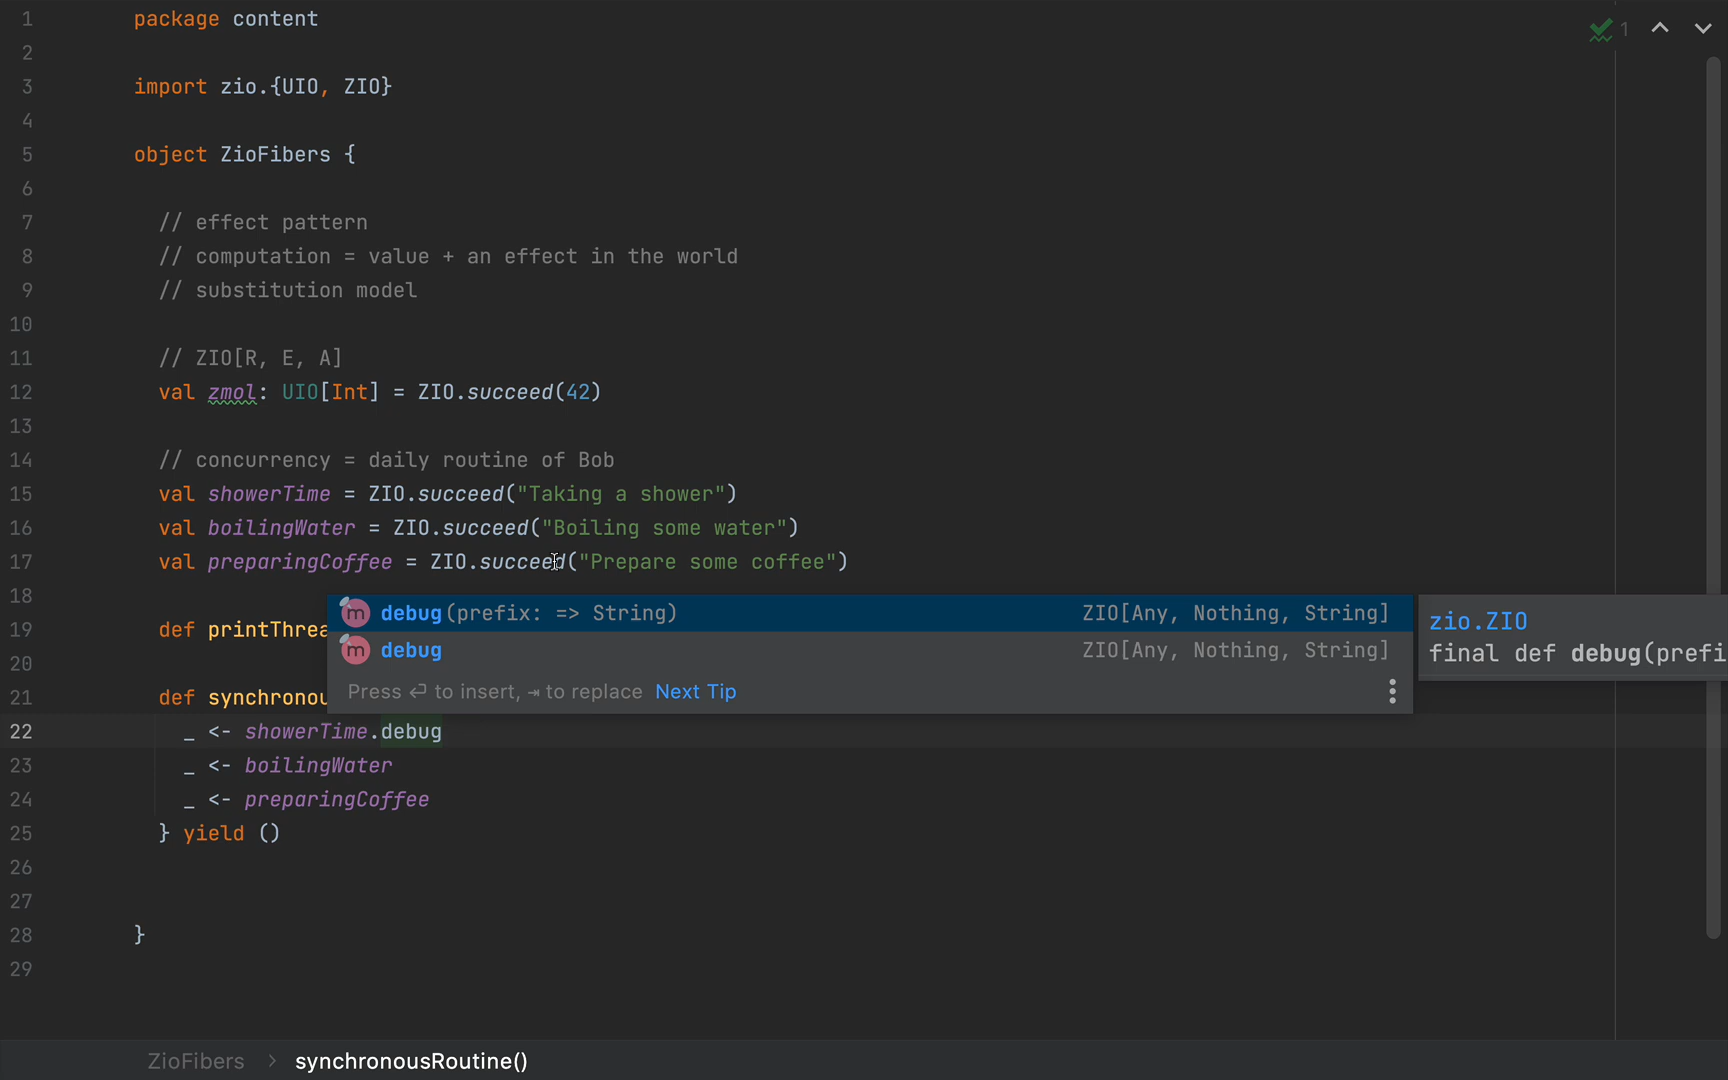 1 package content
1
2
3 import zio.{UIO, ZIO}
4
5 object ZioFibers {
6
7 // effect pattern
8 // computation = value + an effect in the world
9 // substitution model
10
11 // ZIO[R, E, A]
12 val zmol: UIO[Int] = ZIO.succeed(42)
13
14 // concurrency = daily routine of Bob
15 val showerTime = ZIO.succeed("Taking a shower")
16 val boilingWater = ZIO.succeed("Boiling some water")
17 val preparingCoffee = ZIO.succeed("Prepare some coffee")
18
m debug(prefix: => String) ZIO[Any, Nothing, String]
zio.ZIO
19 def printThrea
m debug ZIO[Any, Nothing, String]
final def debug(prefi
20
Press ↵ to insert, ⇥ to replace Next Tip
21 def synchronou
22 _ <- showerTime.debug
23 _ <- boilingWater
24 _ <- preparingCoffee
25 } yield ()
26
27
28 }
29
ZioFibers > synchronousRoutine()